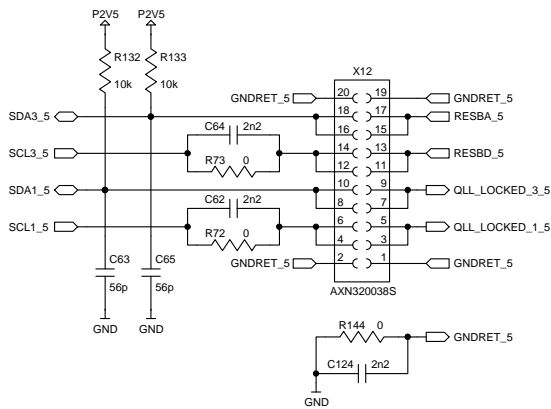 P2V5 P2V5
R132 R133
10k 10k
X12
GNDRET_5 20 19 GNDRET_5
SDA3_5 18 17 RESBA_5
C64 2n2 16 15
SCL3_5 14 13 RESBD_5
R73 0 12 11
SDA1_5 10 9 QLL_LOCKED_3_5
C62 2n2 8 7
SCL1_5 6 5 QLL_LOCKED_1_5
R72 0 4 3
C63 C65 GNDRET_5 2 1 GNDRET_5
56p 56p AXN320038S
GND GND
R144 0 GNDRET_5
C124 2n2
GND